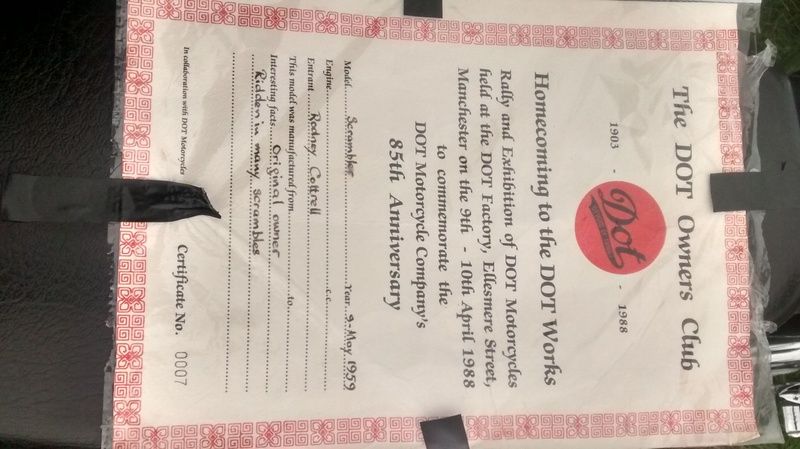 The DOT Owners Club
1903 - Dot - 1988
Homecoming to the DOT Works
Rally and Exhibition of DOT Motorcycles
held at the DOT Factory, Ellesmere Street,
Manchester on the 9th - 10th April 1988
to commemorate the
DOT Motorcycle Company's
85th Anniversary
Model........Scrambler........Year..9.May 1959
Engine........c.c.
Entrant....Rodney Cottrell
This model was manufactured from........to........
Interesting facts....Original owner
Ridden in many scrambles
In collaboration with DOT Motorcycles
Certificate No. 0007